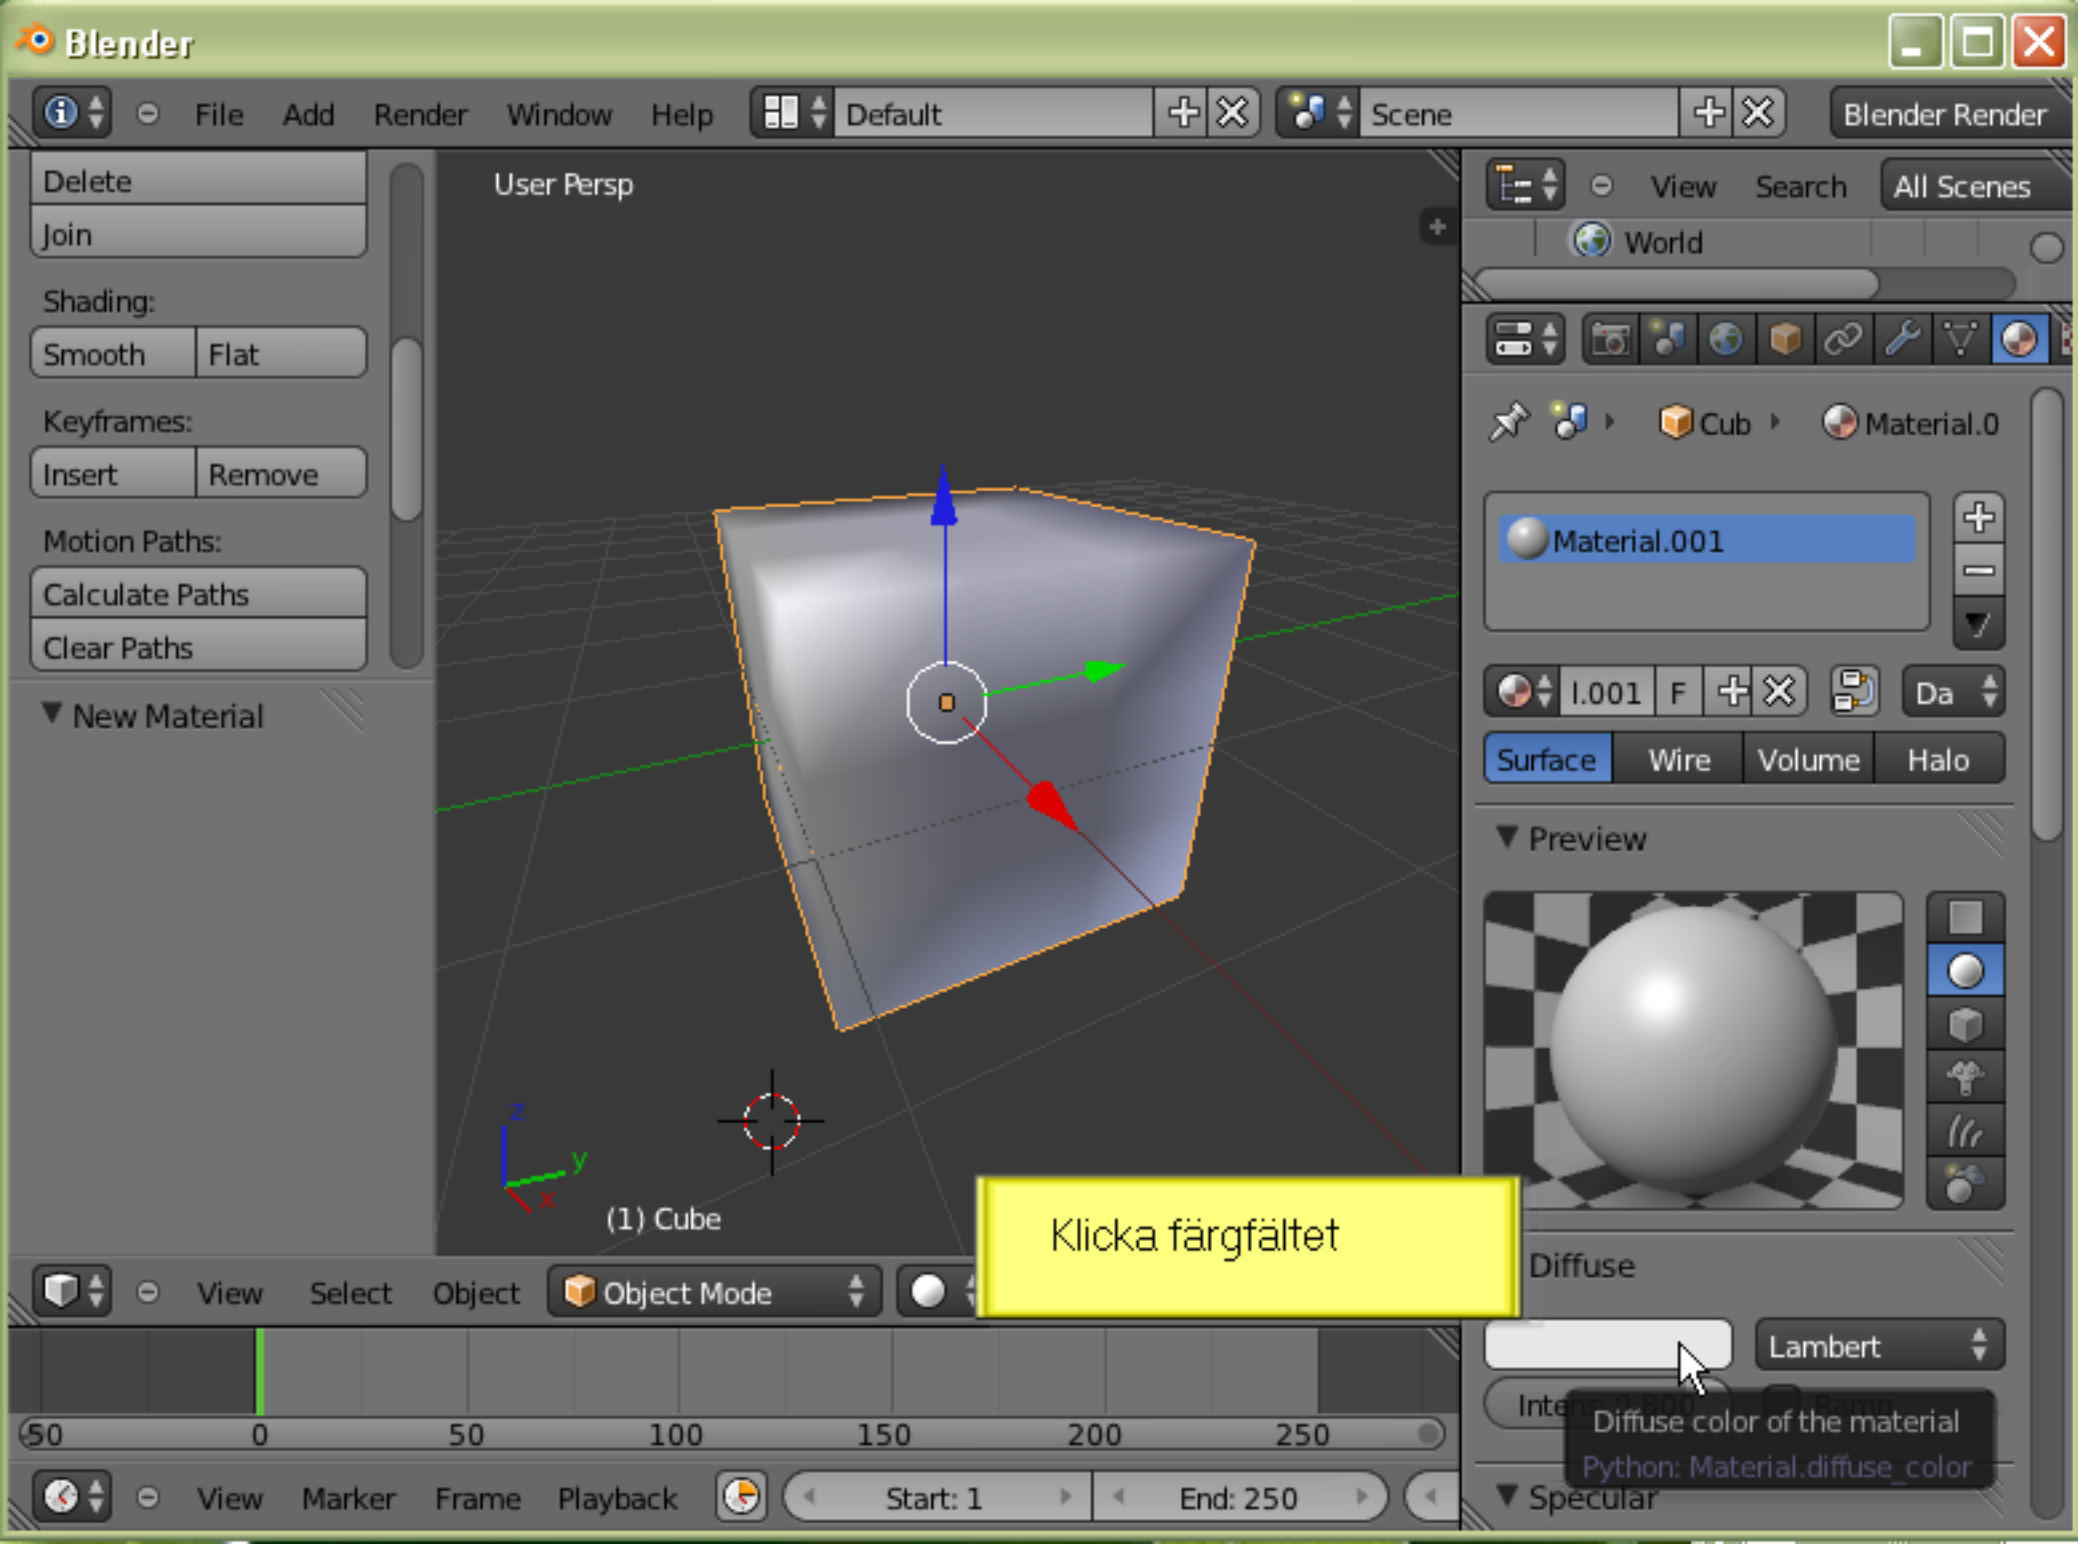 Blender
File Add Render Window Help Default Scene Blender Render
Delete
Join
Shading:
Smooth Flat
Keyframes:
Insert Remove
Motion Paths:
Calculate Paths
Clear Paths
New Material
User Persp
z
y
x
(1) Cube
View Search All Scenes
World
Cub Material.0
Material.001
l.001 F Da
Surface Wire Volume Halo
Preview
Klicka färgfältet
Diffuse
Lambert
Diffuse color of the material
Python: Material.diffuse_color
Specular
View Select Object Object Mode
-50 0 50 100 150 200 250
View Marker Frame Playback Start: 1 End: 250